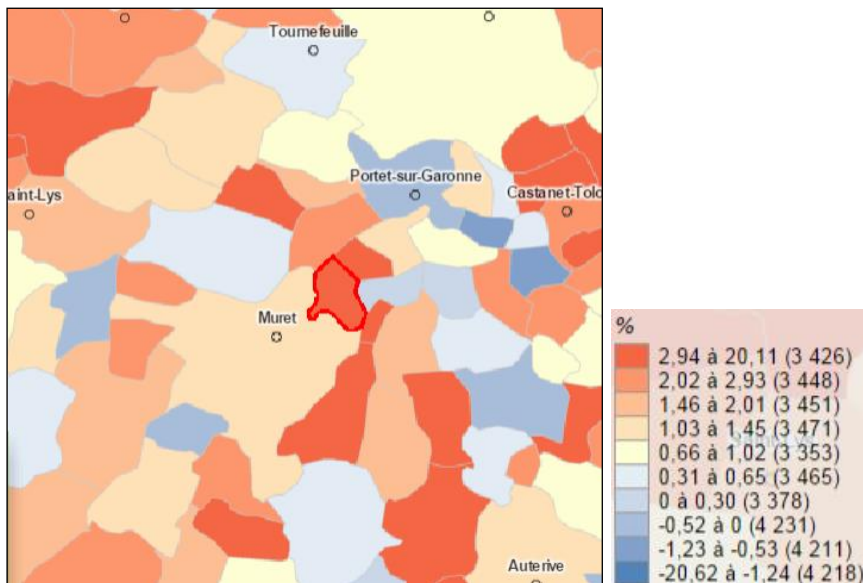 Tournefeuille
Portet-sur-Garonne
Castanet-Tolo
aint-Lys
Muret
Auterive
%
2,94 à 20,11 (3 426)
2,02 à 2,93 (3 448)
1,46 à 2,01 (3 451)
1,03 à 1,45 (3 471)
0,66 à 1,02 (3 353)
0,31 à 0,65 (3 465)
0 à 0,30 (3 378)
-0,52 à 0 (4 231)
-1,23 à -0,53 (4 211)
-20,62 à -1,24 (4 218)